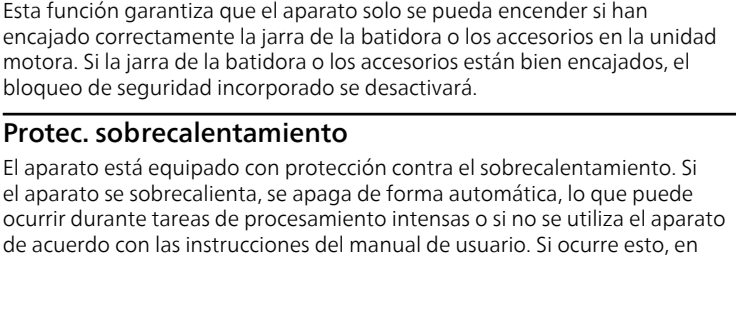 Esta función garantiza que el aparato solo se pueda encender si han
encajado correctamente la jarra de la batidora o los accesorios en la unidad
motora. Si la jarra de la batidora o los accesorios están bien encajados, el
bloqueo de seguridad incorporado se desactivará.
Protec. sobrecalentamiento
El aparato está equipado con protección contra el sobrecalentamiento. Si
el aparato se sobrecalienta, se apaga de forma automática, lo que puede
ocurrir durante tareas de procesamiento intensas o si no se utiliza el aparato
de acuerdo con las instrucciones del manual de usuario. Si ocurre esto, en